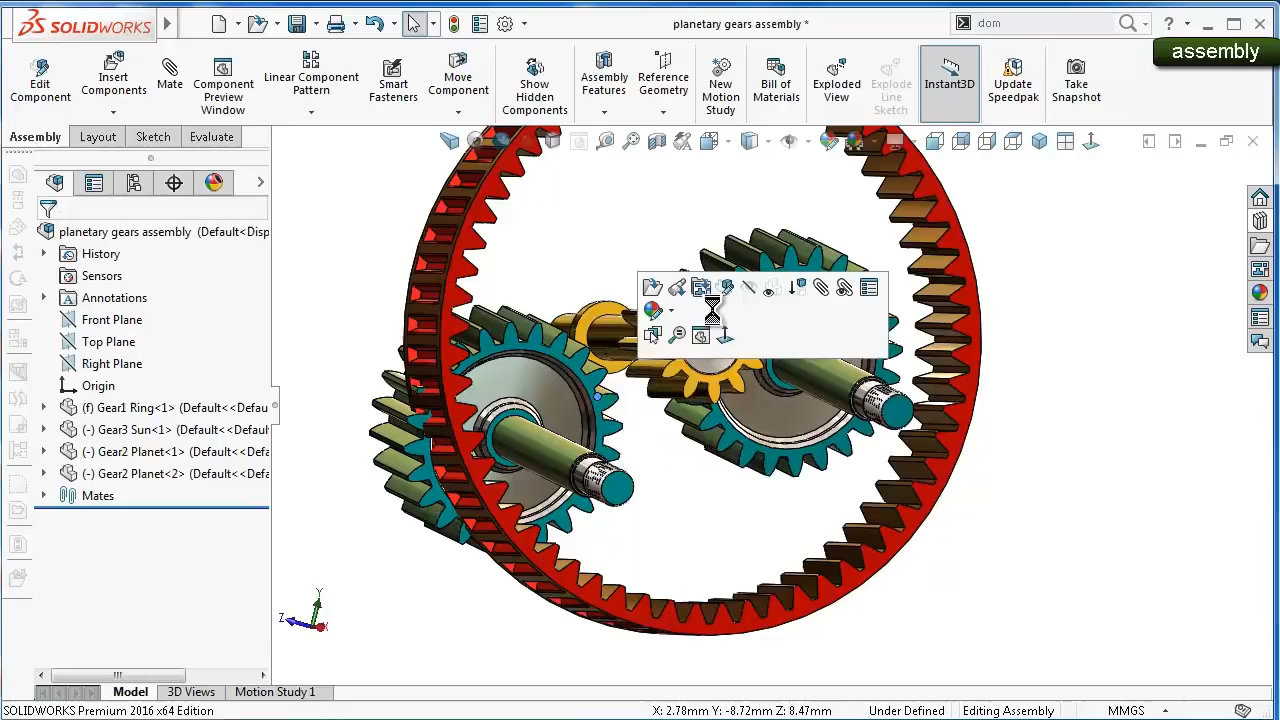 SOLIDWORKS
planetary gears assembly *
dom
assembly
Edit Component
Insert Components
Mate
Component Preview Window
Linear Component Pattern
Smart Fasteners
Move Component
Show Hidden Components
Assembly Features
Reference Geometry
New Motion Study
Bill of Materials
Exploded View
Explode Line Sketch
Instant3D
Update Speedpak
Take Snapshot
Assembly
Layout
Sketch
Evaluate
planetary gears assembly (Default<Disp
History
Sensors
Annotations
Front Plane
Top Plane
Right Plane
Origin
(f) Gear1 Ring<1> (Default<<Defau
(-) Gear3 Sun<1> (Default<<Defau
(-) Gear2 Planet<1> (Default<<Def
(-) Gear2 Planet<2> (Default<<Def
Mates
Y
Z
X
Model
3D Views
Motion Study 1
SOLIDWORKS Premium 2016 x64 Edition
X: 2.78mm Y: -8.72mm Z: 8.47mm
Under Defined
Editing Assembly
MMGS